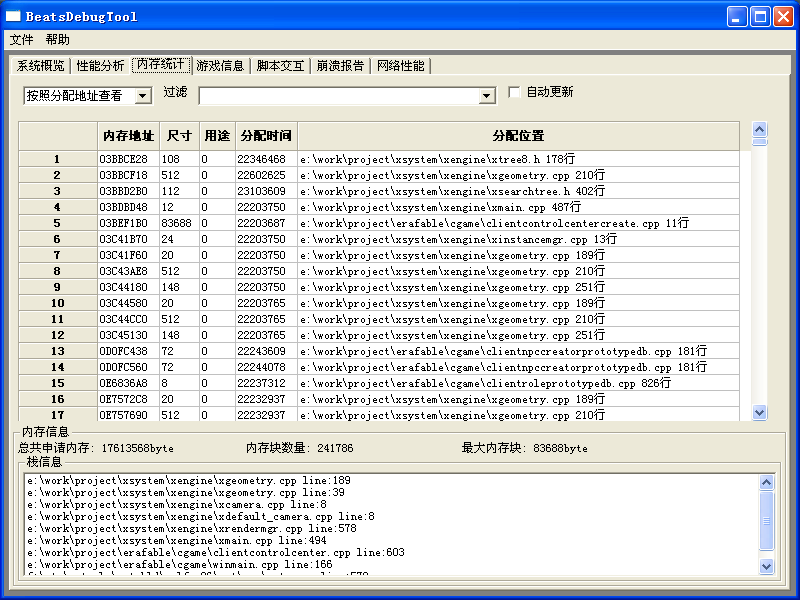 BeatsDebugTool
文件 帮助
系统概览 性能分析 内存统计 游戏信息 脚本交互 崩溃报告 网络性能
按照分配地址查看 过滤 自动更新
内存地址 尺寸 用途 分配时间 分配位置
1 03BBCE28 108 0 22346468 e:\work\project\xsystem\xengine\xtree8.h 178行
2 03BBCF18 512 0 22602625 e:\work\project\xsystem\xengine\xgeometry.cpp 210行
3 03BBD2B0 112 0 23103609 e:\work\project\xsystem\xengine\xsearchtree.h 402行
4 03BDBD48 12 0 22203750 e:\work\project\xsystem\xengine\xmain.cpp 487行
5 03BEF1B0 83688 0 22203687 e:\work\project\erafable\cgame\clientcontrolcentercreate.cpp 11行
6 03C41B70 24 0 22203750 e:\work\project\xsystem\xengine\xinstancemgr.cpp 13行
7 03C41F60 20 0 22203750 e:\work\project\xsystem\xengine\xgeometry.cpp 189行
8 03C43AE8 512 0 22203750 e:\work\project\xsystem\xengine\xgeometry.cpp 210行
9 03C44180 148 0 22203750 e:\work\project\xsystem\xengine\xgeometry.cpp 251行
10 03C44580 20 0 22203765 e:\work\project\xsystem\xengine\xgeometry.cpp 189行
11 03C44CC0 512 0 22203765 e:\work\project\xsystem\xengine\xgeometry.cpp 210行
12 03C45130 148 0 22203765 e:\work\project\xsystem\xengine\xgeometry.cpp 251行
13 0D0FC438 72 0 22243609 e:\work\project\erafable\cgame\clientnpccreatorprototypedb.cpp 181行
14 0D0FC560 72 0 22244078 e:\work\project\erafable\cgame\clientnpccreatorprototypedb.cpp 181行
15 0E6836A8 8 0 22237312 e:\work\project\erafable\cgame\clientroleprototypedb.cpp 826行
16 0E7572C8 20 0 22232937 e:\work\project\xsystem\xengine\xgeometry.cpp 189行
17 0E757690 512 0 22232937 e:\work\project\xsystem\xengine\xgeometry.cpp 210行
内存信息
总共申请内存: 17613568byte 内存块数量: 241786 最大内存块: 83688byte
栈信息
e:\work\project\xsystem\xengine\xgeometry.cpp line:189
e:\work\project\xsystem\xengine\xgeometry.cpp line:39
e:\work\project\xsystem\xengine\xcamera.cpp line:8
e:\work\project\xsystem\xengine\xdefault_camera.cpp line:8
e:\work\project\xsystem\xengine\xrendermgr.cpp line:578
e:\work\project\xsystem\xengine\xmain.cpp line:494
e:\work\project\erafable\cgame\clientcontrolcenter.cpp line:603
e:\work\project\erafable\cgame\winmain.cpp line:166